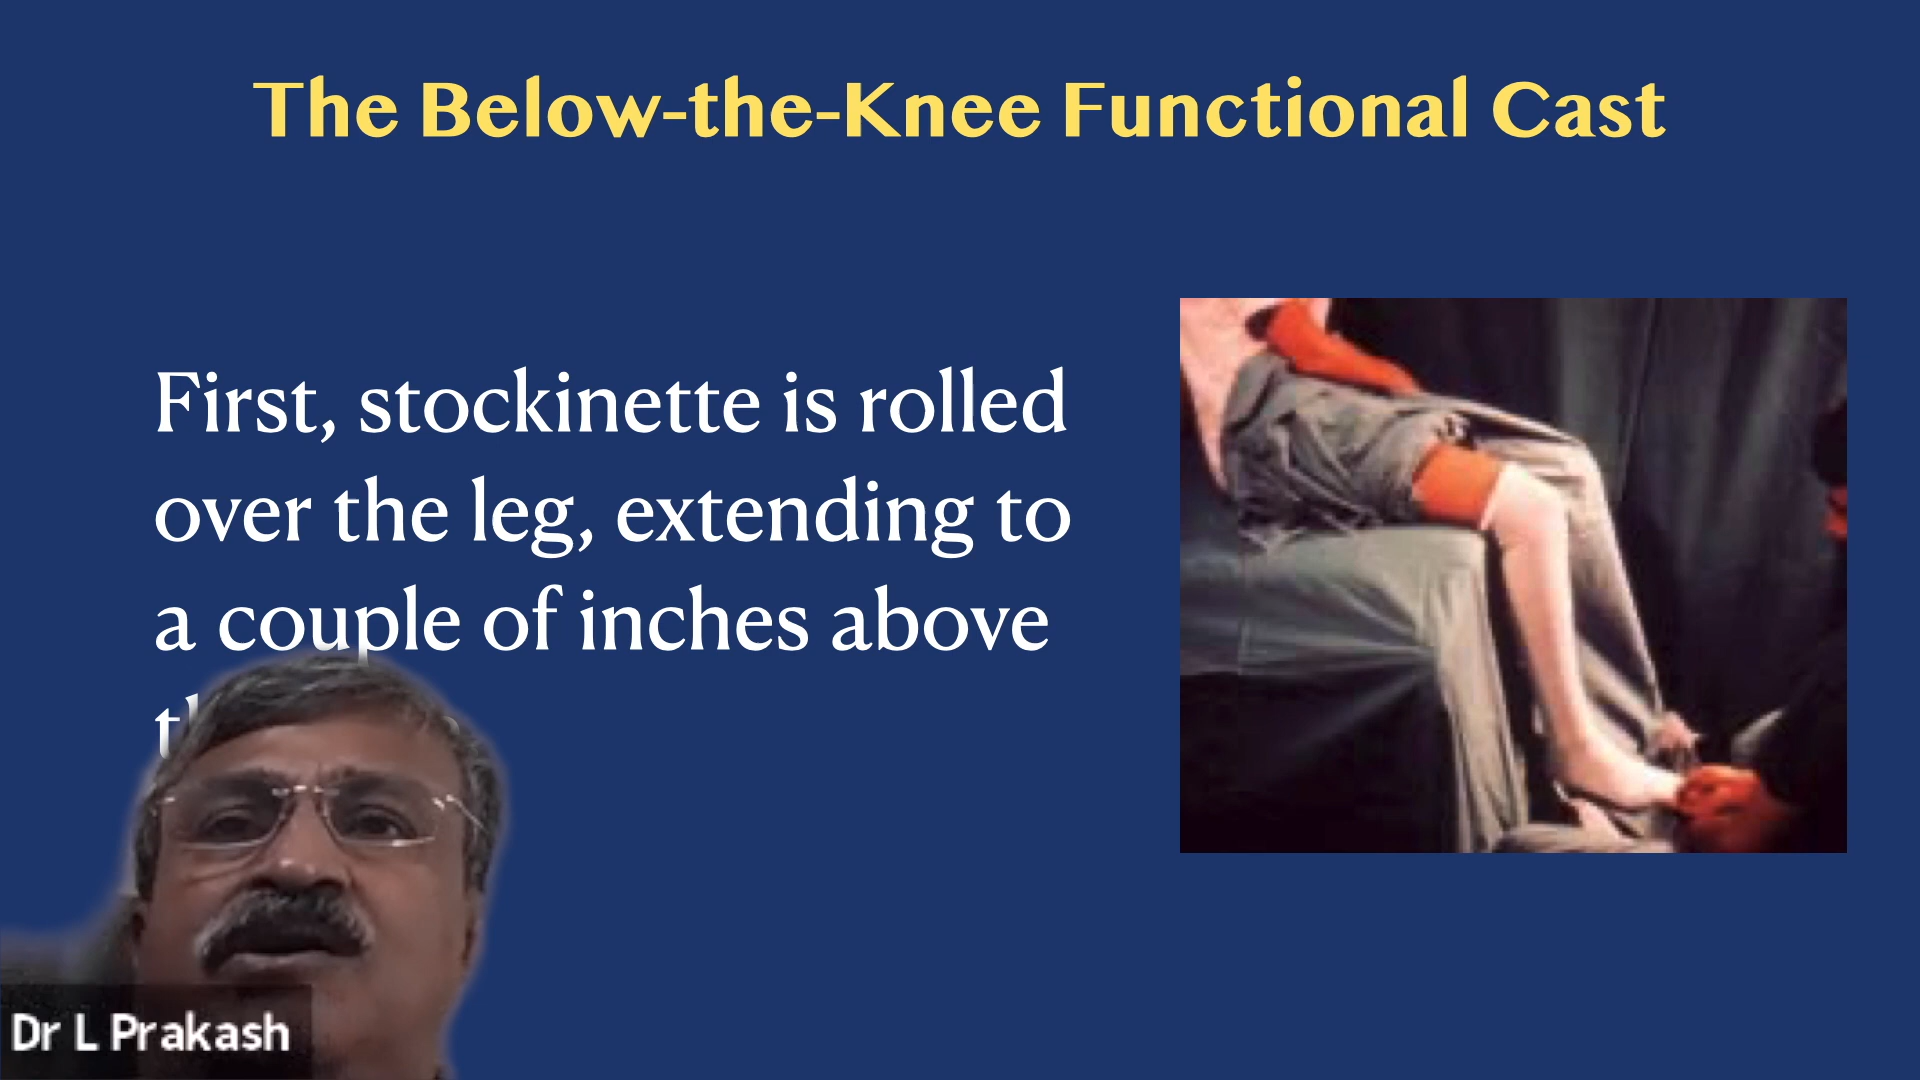 The Below-the-Knee Functional Cast
First, stockinette is rolled
over the leg, extending to
a couple of inches above
Dr L Prakash